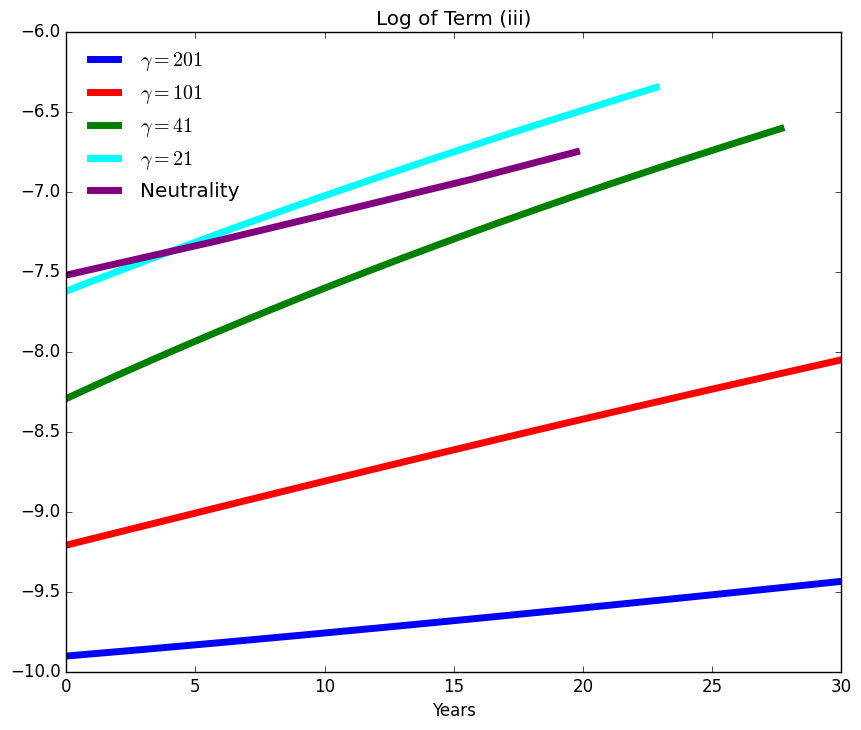 Log of Term (iii)
−6.0
−6.5
−7.0
−7.5
−8.0
−8.5
−9.0
−9.5
−10.0
γ = 201
γ = 101
γ = 41
γ = 21
Neutrality
0 5 10 15 20 25 30
Years